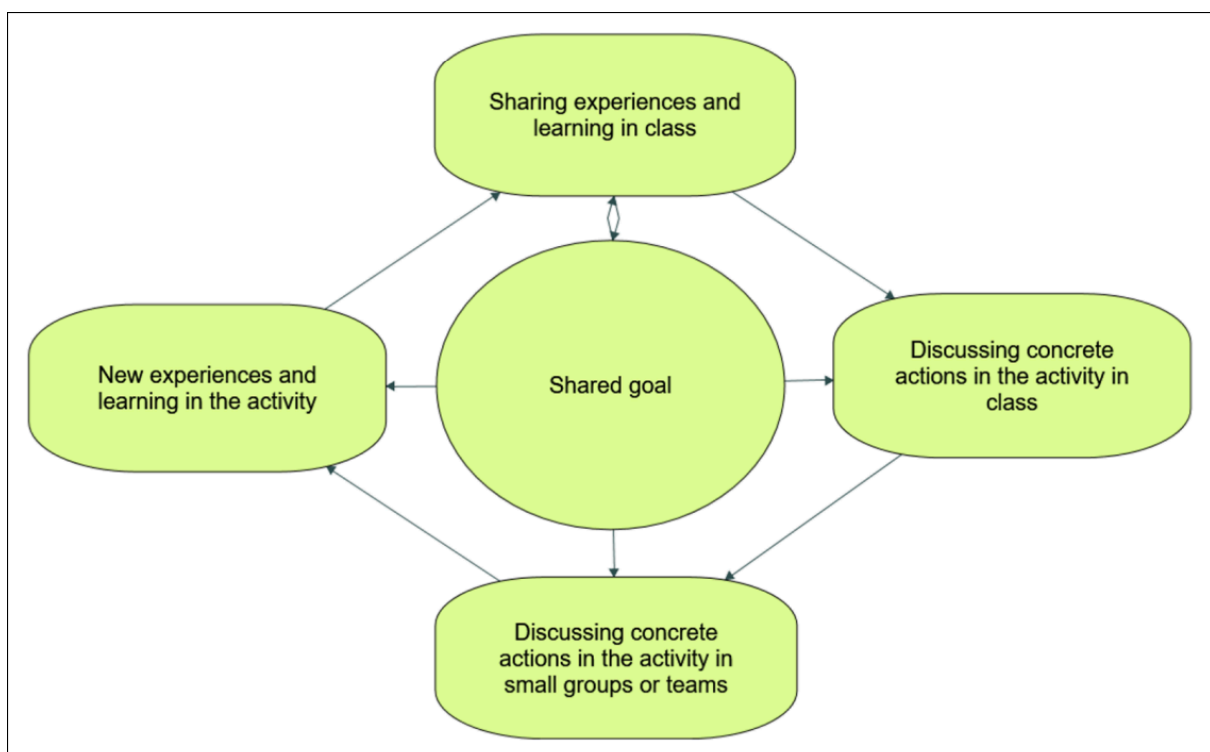 Sharing experiences and
learning in class
New experiences and
learning in the activity
Shared goal
Discussing concrete
actions in the activity in
class
Discussing concrete
actions in the activity in
small groups or teams